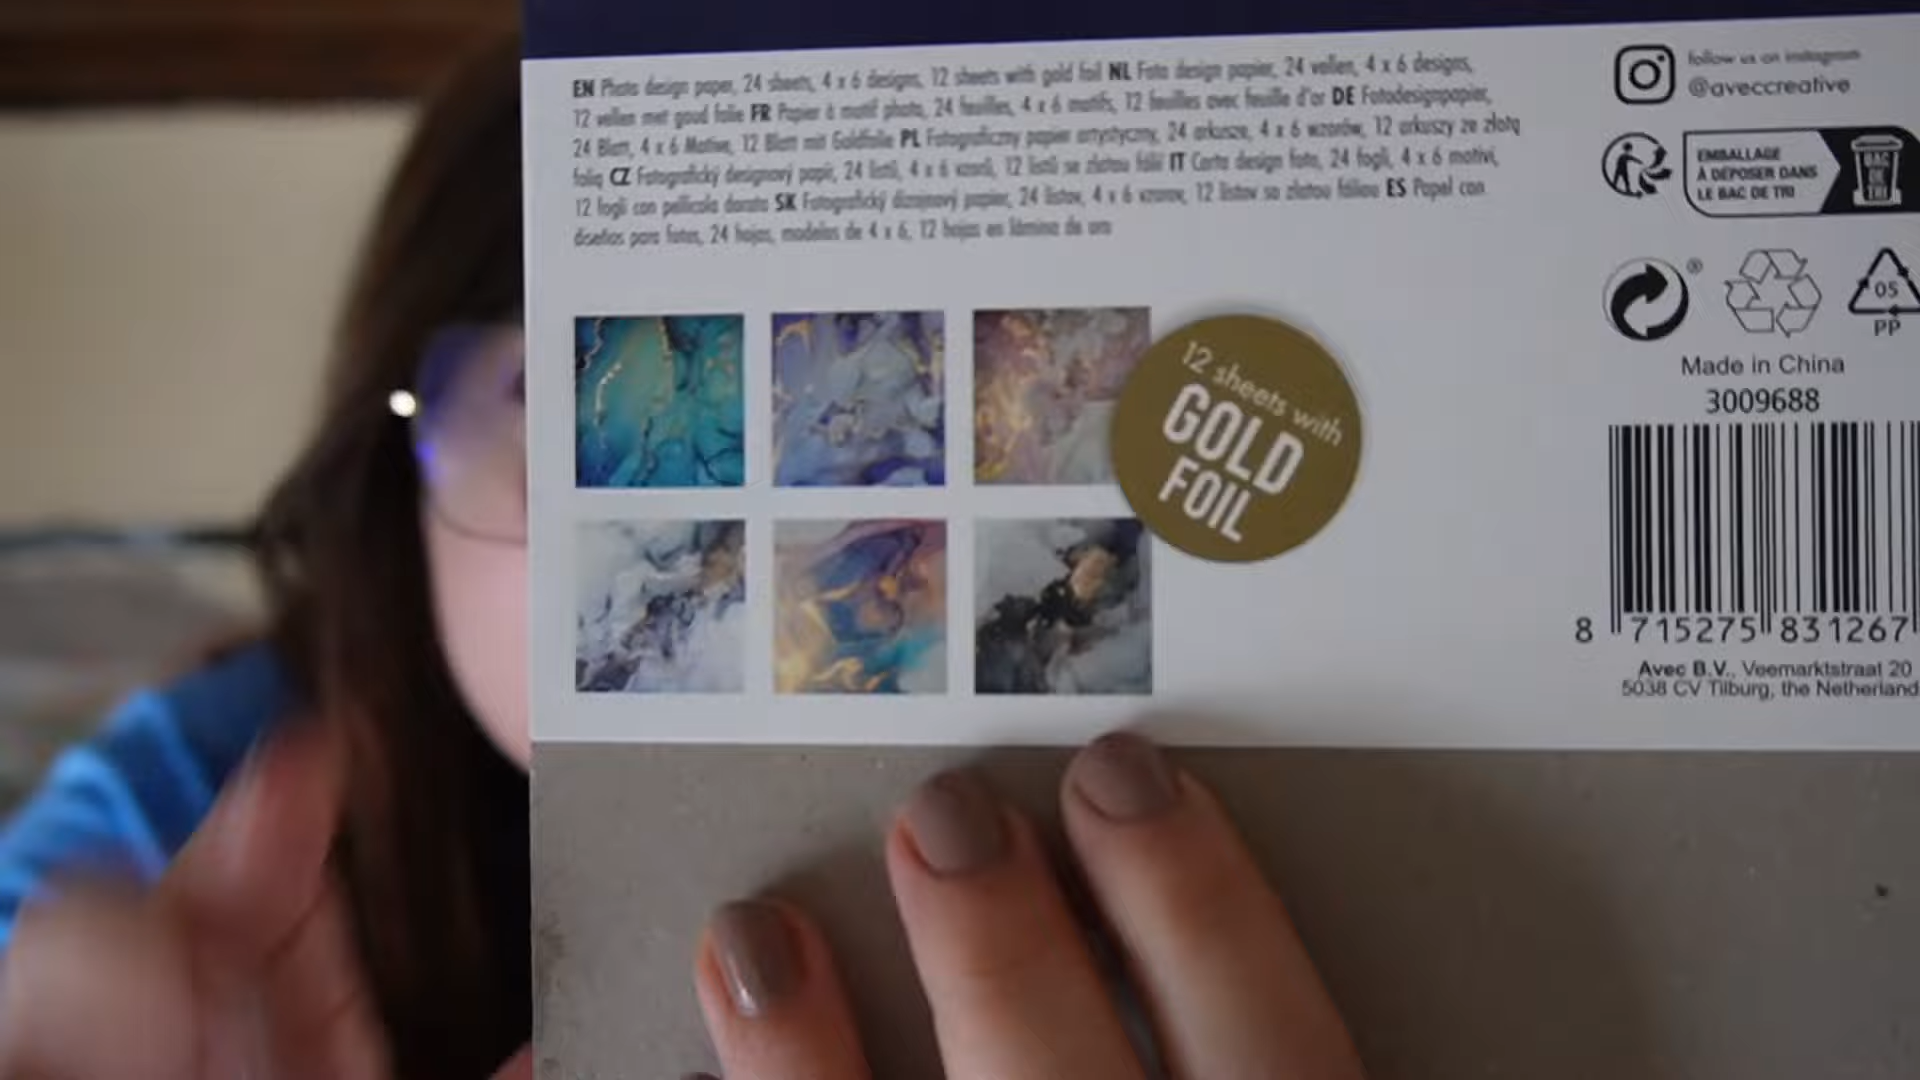 EN Photo design paper, 24 sheets, 4 x 6 designs, 12 sheets with gold foil NL Foto design papier, 24 vellen, 4 x 6 designs,
12 vellen met goud folie FR Papier à motif photo, 24 feuilles, 4 x 6 motifs, 12 feuilles avec feuille d'or DE Fotodesignpapier,
24 Blatt, 4 x 6 Motive, 12 Blatt mit Goldfolie PL Fotograficzny papier artystyczny, 24 arkusze, 4 x 6 wzorów, 12 arkuszy ze złotą
folią CZ Fotografický designový papír, 24 listů, 4 x 6 vzorů, 12 listů se zlatou fólií IT Carta design foto, 24 fogli, 4 x 6 motivi,
12 fogli con pellicola dorata SK Fotografický dizajnový papier, 24 listov, 4 x 6 vzorov, 12 listov so zlatou fóliou ES Papel con
diseños para fotos, 24 hojas, modelos de 4 x 6, 12 hojas en lámina de oro
12 sheets with
GOLD
FOIL
follow us on instagram
@aveccreative
EMBALLAGE
À DÉPOSER DANS
LE BAC DE TRI
BAC
DE
TRI
®
05
PP
Made in China
3009688
8 715275 831267
Avec B.V., Veemarktstraat 20
5038 CV Tilburg, the Netherland